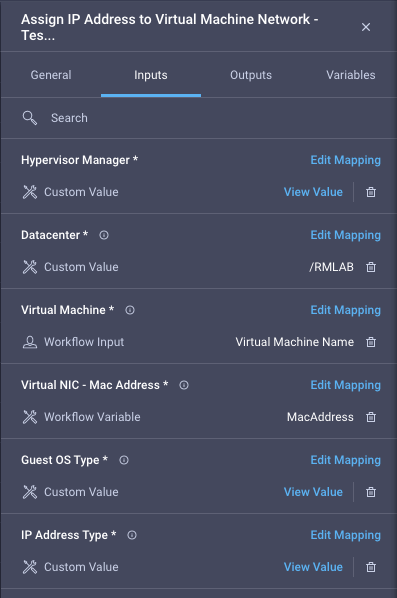 Assign IP Address to Virtual Machine Network -
Tes...
General Inputs Outputs Variables
Search
Hypervisor Manager * Edit Mapping
Custom Value View Value
Datacenter * Edit Mapping
Custom Value /RMLAB
Virtual Machine * Edit Mapping
Workflow Input Virtual Machine Name
Virtual NIC - Mac Address * Edit Mapping
Workflow Variable MacAddress
Guest OS Type * Edit Mapping
Custom Value View Value
IP Address Type * Edit Mapping
Custom Value View Value